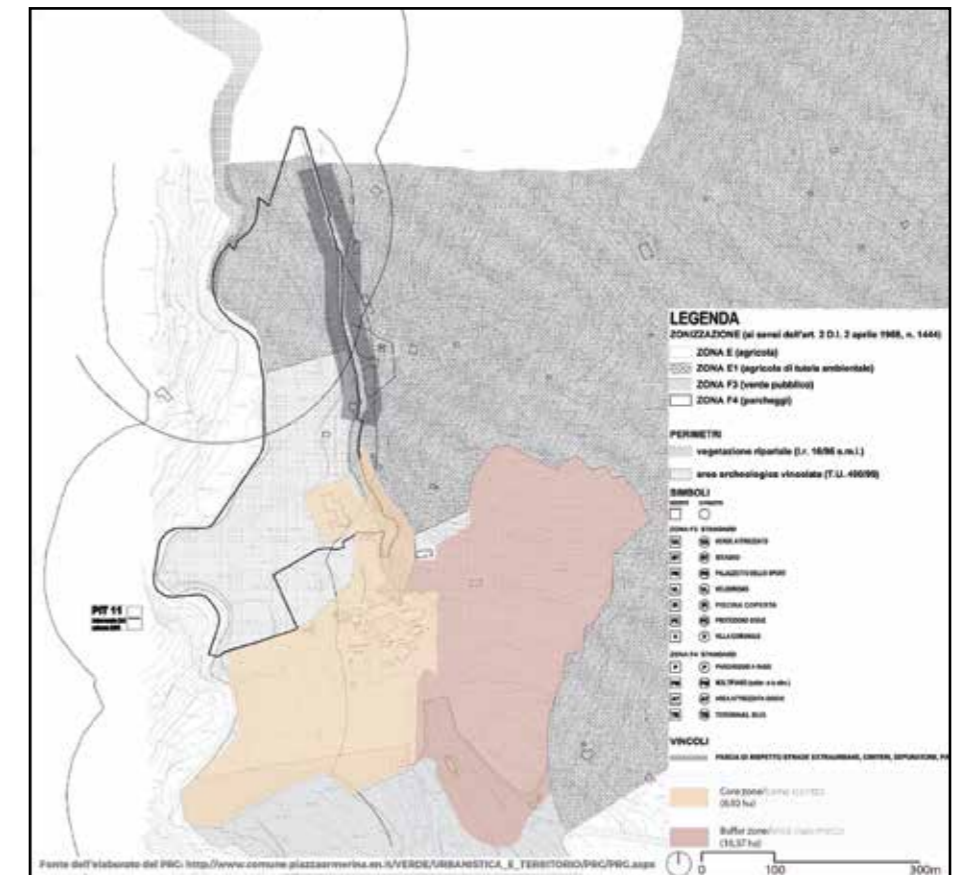 LEGENDA
ZONIZZAZIONE (ai sensi dell'art. 2 D.I. 2 aprile 1968, n. 1444)
ZONA E (agricola)
ZONA E1 (agricola di tutela ambientale)
ZONA F3 (verde pubblico)
ZONA F4 (parcheggi)
PERIMETRI
vegetazione ripariale (l.r. 16/96 s.m.i.)
aree archeologica vincolata (T.U. 490/99)
SIMBOLI
ZONA F3 STANDARD
VERDE ATTREZZATO
PALAZZETTO DELLO SPORT
VELODROMO
PISCINA COPERTA
PROTEZIONE CIVILE
VILLA COMUNALE
ZONA F4 STANDARD
P P PARCHEGGIO A RASO
MULTIPIANO
AREA ATTREZZATA
TERMINAL BUS
VINCOLI
FASCIA DI RISPETTO STRADE EXTRAURBANE, CIMITERI, DEPURATORE,
Core zone
Buffer zone
PIT 11
Fonte dell'elaborato del PRG: http://www.comune.piazzaarmerina.en.it/VERDE/URBANISTICA_E_TERRITORIO/PRG/PRG.aspx
0 100 300m